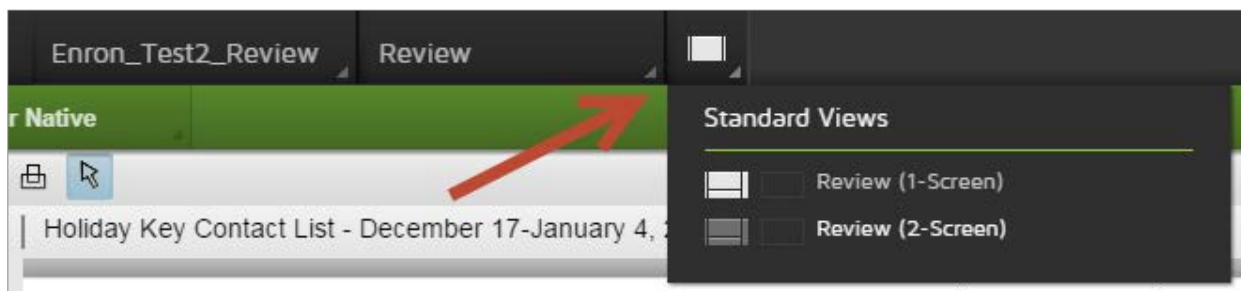 Enron_Test2_Review Review
r Native
Standard Views
Review (1-Screen)
Review (2-Screen)
Holiday Key Contact List - December 17-January 4,